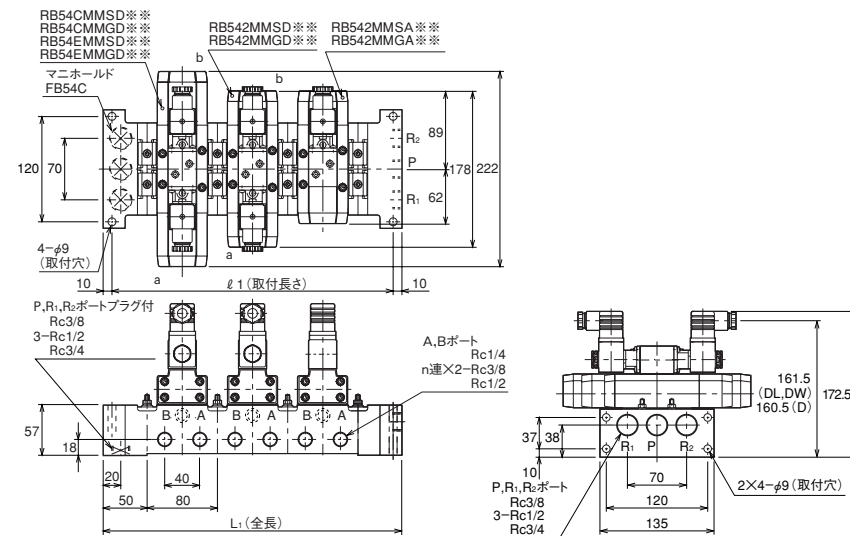 RB54CMMSD※※
RB54CMMGD※※
RB54EMMSD※※
RB54EMMGD※※
RB542MMSD※※
RB542MMGD※※
RB542MMSA※※
RB542MMGA※※
マニホールド
FB54C
b
b
R2
P
R1
89
62
178
222
120
70
4-φ9
(取付穴)
a
a
10
ℓ1(取付長さ)
10
P,R1,R2ポートプラグ付
Rc3/8
3-Rc1/2
Rc3/4
A,Bポート
Rc1/4
n連×2-Rc3/8
Rc1/2
B A B A B A
57
18
20
40
50
80
L1(全長)
161.5
(DL,DW)
160.5(D)
172.5
37
38
10
R1 P R2
70
120
135
2×4-φ9(取付穴)
P,R1,R2ポート
Rc3/8
3-Rc1/2
Rc3/4